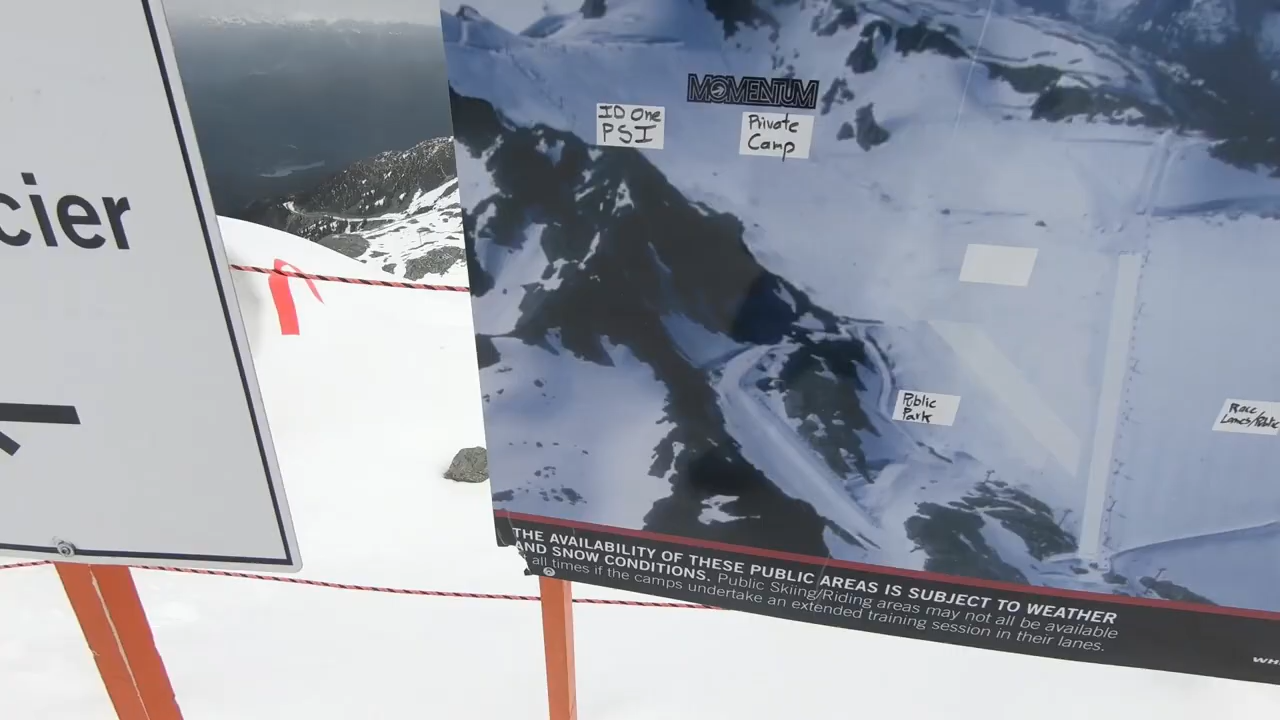 cier
MOMENTUM
ID One
PSI
Private
Camp
Public
Park
Race
THE AVAILABILITY OF THESE PUBLIC AREAS IS SUBJECT TO WEATHER
AND SNOW CONDITIONS. Public Skiing/Riding areas may not all be available
all times if the camps undertake an extended training session in their lanes.
WH